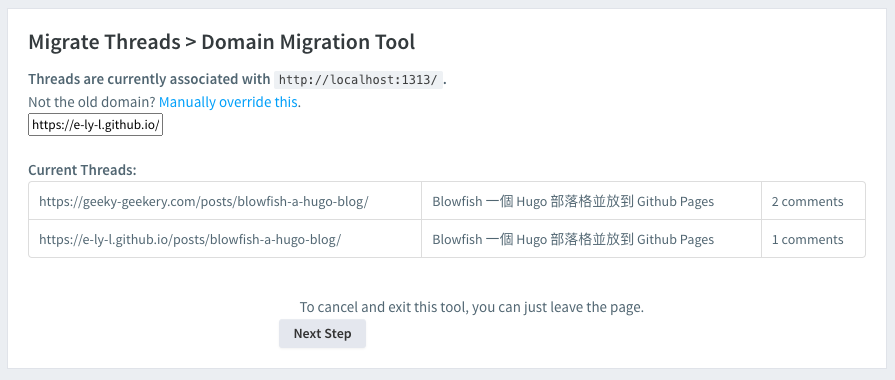 Migrate Threads > Domain Migration Tool
Threads are currently associated with http://localhost:1313/ .
Not the old domain? Manually override this.
https://e-ly-l.github.io/
Current Threads:
https://geeky-geekery.com/posts/blowfish-a-hugo-blog/ Blowfish 一個 Hugo 部落格並放到 Github Pages 2 comments
https://e-ly-l.github.io/posts/blowfish-a-hugo-blog/ Blowfish 一個 Hugo 部落格並放到 Github Pages 1 comments
To cancel and exit this tool, you can just leave the page.
Next Step